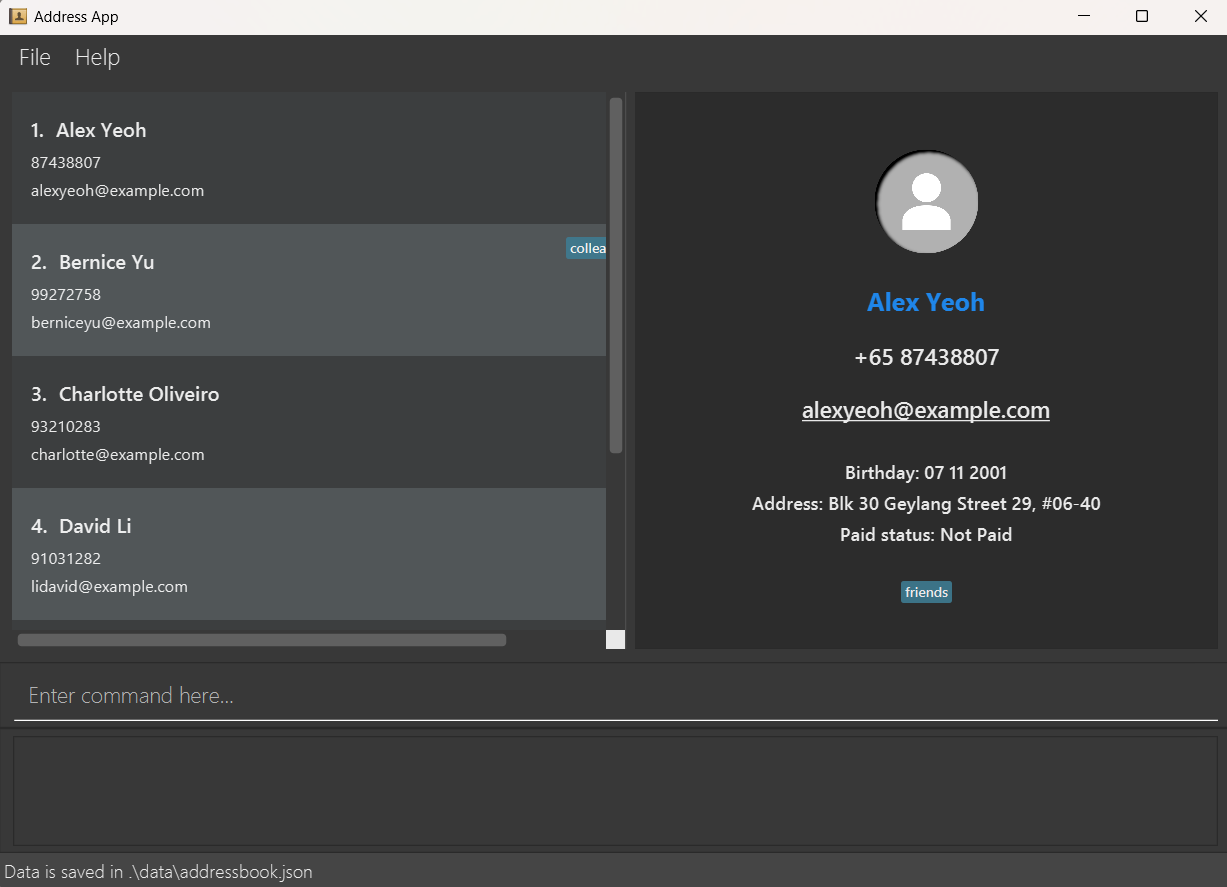 Address App
File Help
1. Alex Yeoh
87438807
alexyeoh@example.com
2. Bernice Yu
collea
99272758
berniceyu@example.com
3. Charlotte Oliveiro
93210283
charlotte@example.com
4. David Li
91031282
lidavid@example.com
Alex Yeoh
+65 87438807
alexyeoh@example.com
Birthday: 07 11 2001
Address: Blk 30 Geylang Street 29, #06-40
Paid status: Not Paid
friends
Enter command here...
Data is saved in .\data\addressbook.json